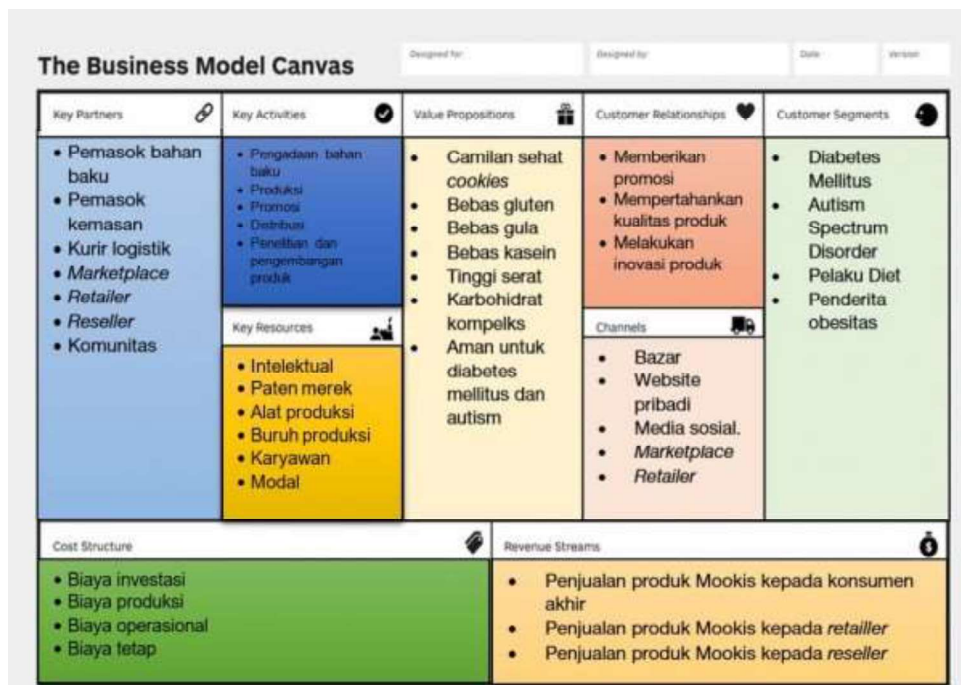 The Business Model Canvas
Designed for:
Designed by:
Date:
Version:
Key Partners
• Pemasok bahan
baku
• Pemasok
kemasan
• Kurir logistik
• Marketplace
• Retailer
• Reseller
• Komunitas
Key Activities
• Pengadaan bahan
baku
• Produksi
• Promosi
• Distribusi
• Penelitian dan
pengembangan
produk
Key Resources
• Intelektual
• Paten merek
• Alat produksi
• Buruh produksi
• Karyawan
• Modal
Value Propositions
• Camilan sehat
cookies
• Bebas gluten
• Bebas gula
• Bebas kasein
• Tinggi serat
• Karbohidrat
kompelks
• Aman untuk
diabetes
mellitus dan
autism
Customer Relationships
• Memberikan
promosi
• Mempertahankan
kualitas produk
• Melakukan
inovasi produk
Channels
• Bazar
• Website
pribadi
• Media sosial.
• Marketplace
• Retailer
Customer Segments
• Diabetes
Mellitus
• Autism
Spectrum
Disorder
• Pelaku Diet
• Penderita
obesitas
Cost Structure
• Biaya investasi
• Biaya produksi
• Biaya operasional
• Biaya tetap
Revenue Streams
• Penjualan produk Mookis kepada konsumen
akhir
• Penjualan produk Mookis kepada retailler
• Penjualan produk Mookis kepada reseller